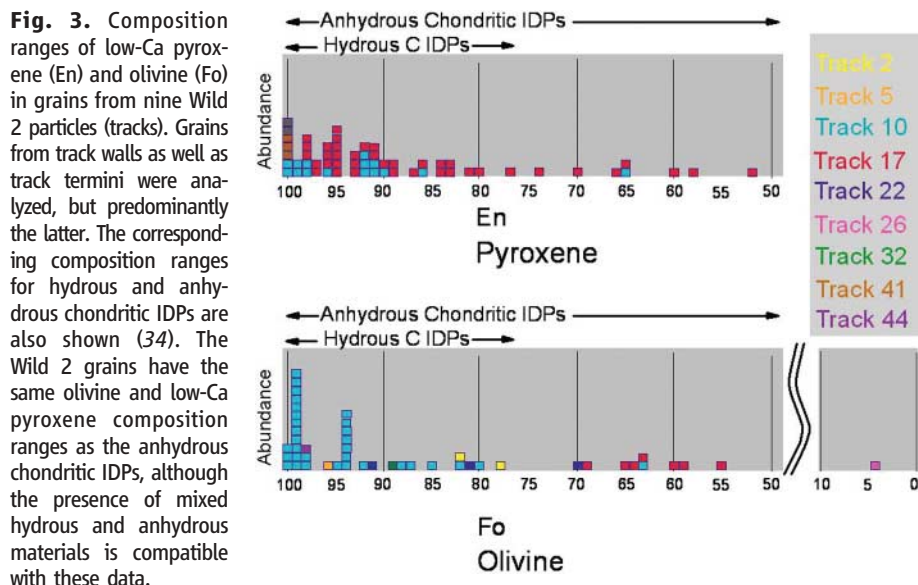 Fig. 3. Composition
ranges of low-Ca pyrox-
ene (En) and olivine (Fo)
in grains from nine Wild
2 particles (tracks). Grains
from track walls as well as
track termini were ana-
lyzed, but predominantly
the latter. The correspond-
ing composition ranges
for hydrous and anhy-
drous chondritic IDPs are
also shown (34). The
Wild 2 grains have the
same olivine and low-Ca
pyroxene composition
ranges as the anhydrous
chondritic IDPs, although
the presence of mixed
hydrous and anhydrous
materials is compatible
with these data.
Anhydrous Chondritic IDPs
Hydrous C IDPs
Abundance
100 95 90 85 80 75 70 65 60 55 50
En
Pyroxene
Anhydrous Chondritic IDPs
Hydrous C IDPs
Abundance
100 95 90 85 80 75 70 65 60 55 50 10 5 0
Fo
Olivine
Track 2
Track 5
Track 10
Track 17
Track 22
Track 26
Track 32
Track 41
Track 44